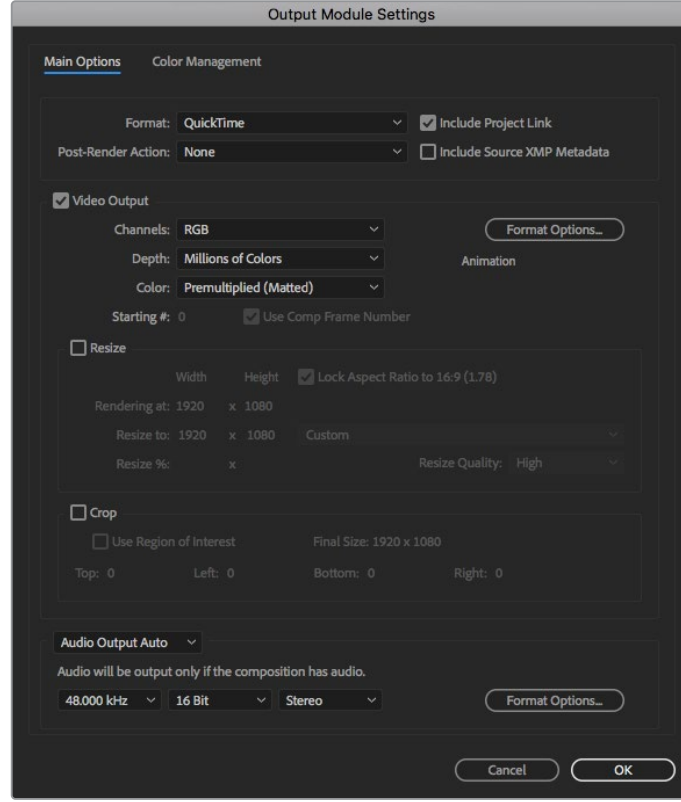 Output Module Settings
Main Options Color Management
Format: QuickTime Include Project Link
Post-Render Action: None Include Source XMP Metadata
Video Output
Channels: RGB Format Options...
Depth: Millions of Colors Animation
Color: Premultiplied (Matted)
Starting #: 0 Use Comp Frame Number
Resize
Width Height Lock Aspect Ratio to 16:9 (1.78)
Rendering at: 1920 x 1080
Resize to: 1920 x 1080 Custom
Resize %: x Resize Quality: High
Crop
Use Region of Interest Final Size: 1920 x 1080
Top: 0 Left: 0 Bottom: 0 Right: 0
Audio Output Auto
Audio will be output only if the composition has audio.
48.000 kHz 16 Bit Stereo Format Options...
Cancel OK